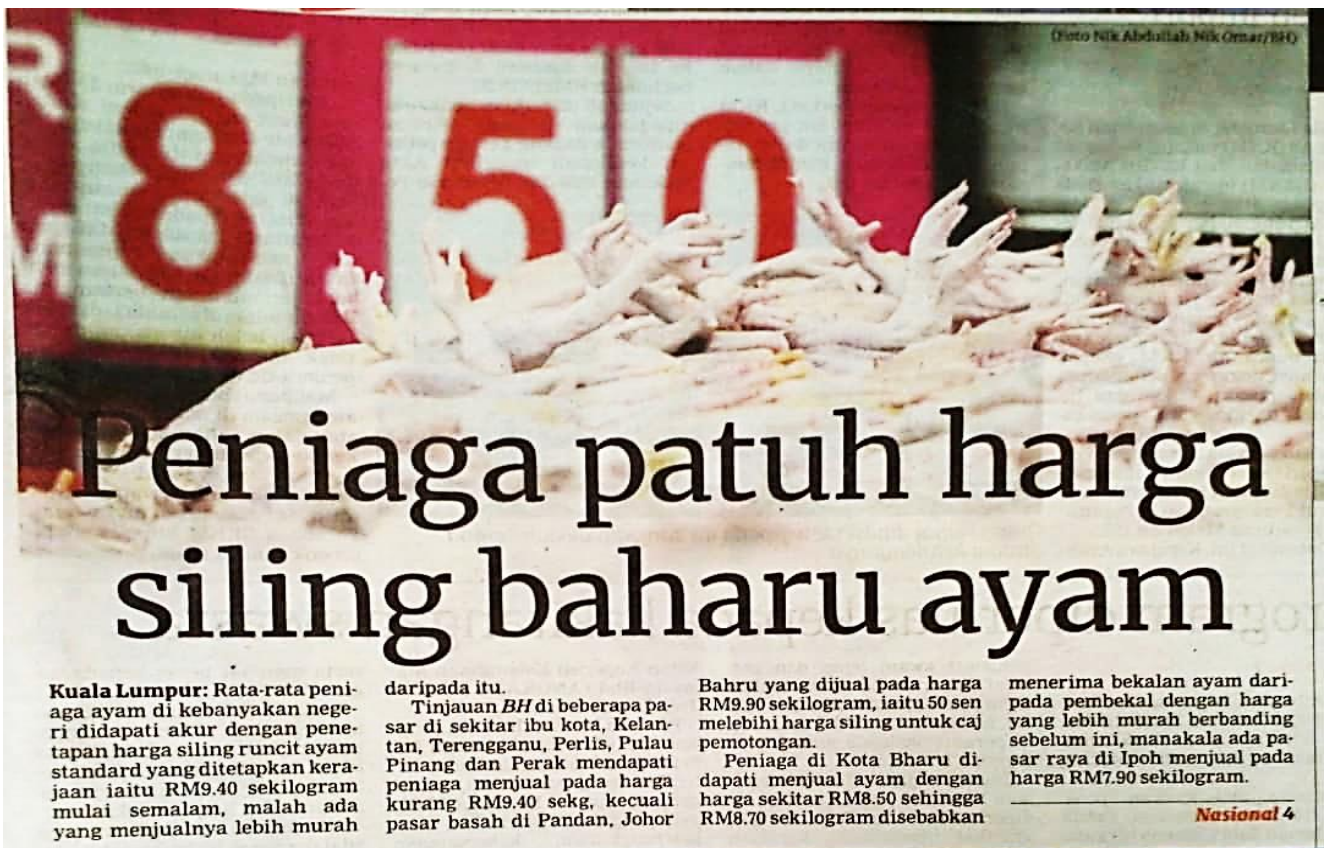 (Foto Nik Abdullah Nik Omar/BH)
R
M
8 5 0
Peniaga patuh harga
siling baharu ayam
Kuala Lumpur: Rata-rata peni-
aga ayam di kebanyakan nege-
ri didapati akur dengan pene-
tapan harga siling runcit ayam
standard yang ditetapkan kera-
jaan iaitu RM9.40 sekilogram
mulai semalam, malah ada
yang menjualnya lebih murah
daripada itu.
Tinjauan BH di beberapa pa-
sar di sekitar ibu kota, Kelan-
tan, Terengganu, Perlis, Pulau
Pinang dan Perak mendapati
peniaga menjual pada harga
kurang RM9.40 sekg, kecuali
pasar basah di Pandan, Johor
Bahru yang dijual pada harga
RM9.90 sekilogram, iaitu 50 sen
melebihi harga siling untuk caj
pemotongan.
Peniaga di Kota Bharu di-
dapati menjual ayam dengan
harga sekitar RM8.50 sehingga
RM8.70 sekilogram disebabkan
menerima bekalan ayam dari-
pada pembekal dengan harga
yang lebih murah berbanding
sebelum ini, manakala ada pa-
sar raya di Ipoh menjual pada
harga RM7.90 sekilogram.
Nasional 4